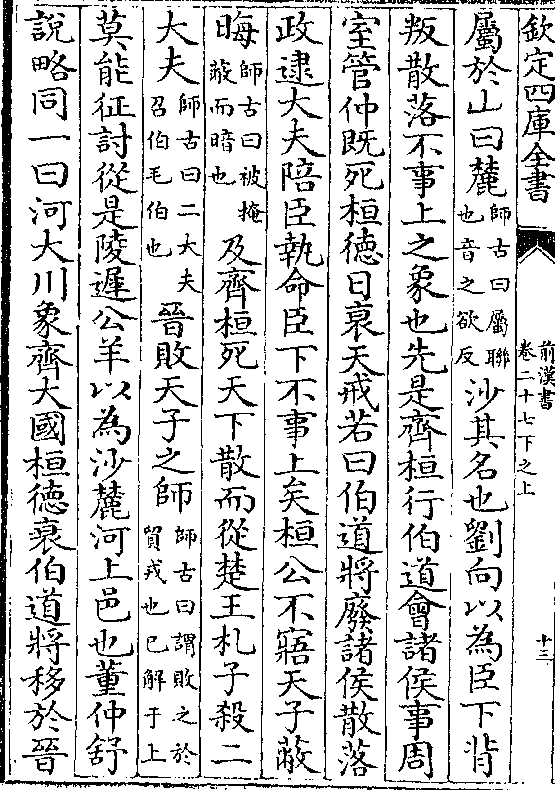 欽定四庫全書
前漢書
卷二十七下之上
十三
屬於山曰麓師古曰屬聯也音之欲反沙其名也劉向以為臣下背
叛散落不事上之象也先是齊桓行伯道會諸侯事周
室管仲既死桓德日衰天戒若曰伯道將廢諸侯散落
政逮大夫陪臣執命臣下不事上矣桓公不寤天子蔽
晦師古曰被掩蔽而暗也及齊桓死天下散而從楚王札子殺二
大夫師古曰二大夫召伯毛伯也晉敗天子之師師古曰謂敗之於貿戎也已解于上
莫能征討從是陵遲公羊以為沙麓河上邑也董仲舒
說略同一曰河大川象齊大國桓德衰伯道將移於晉